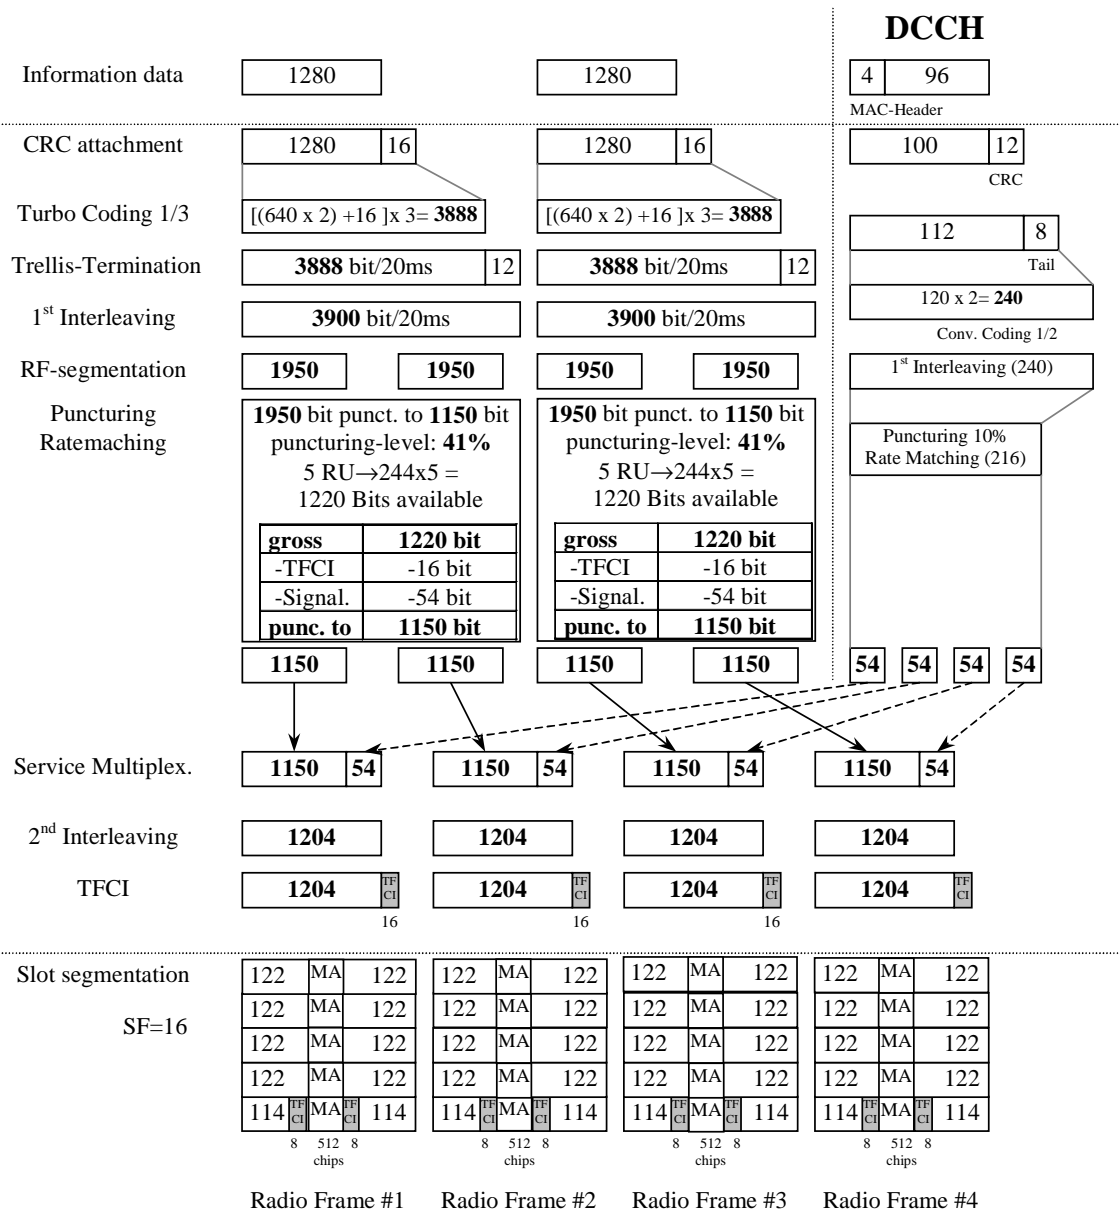 DCCH
Information data 1280 1280 4 96
MAC-Header
CRC attachment 1280 16 1280 16 100 12
CRC
Turbo Coding 1/3 [(640 x 2) +16 ]x 3= 3888 [(640 x 2) +16 ]x 3= 3888
112 8
Trellis-Termination 3888 bit/20ms 12 3888 bit/20ms 12 Tail
120 x 2= 240
1st Interleaving 3900 bit/20ms 3900 bit/20ms
Conv. Coding 1/2
RF-segmentation 1950 1950 1950 1950 1st Interleaving (240)
Puncturing 1950 bit punct. to 1150 bit 1950 bit punct. to 1150 bit
Ratemaching puncturing-level: 41% puncturing-level: 41% Puncturing 10%
Rate Matching (216)
5 RU→244x5 = 5 RU→244x5 =
1220 Bits available 1220 Bits available
gross 1220 bit gross 1220 bit
-TFCI -16 bit -TFCI -16 bit
-Signal. -54 bit -Signal. -54 bit
punc. to 1150 bit punc. to 1150 bit
1150 1150 1150 1150 54 54 54 54
Service Multiplex. 1150 54 1150 54 1150 54 1150 54
2nd Interleaving 1204 1204 1204 1204
TFCI 1204 TF CI 1204 TF CI 1204 TF CI 1204 TF CI
16 16 16
Slot segmentation 122 MA 122 122 MA 122 122 MA 122 122 MA 122
122 MA 122 122 MA 122 122 MA 122 122 MA 122
SF=16
122 MA 122 122 MA 122 122 MA 122 122 MA 122
122 MA 122 122 MA 122 122 MA 122 122 MA 122
114 TF CI MA TF CI 114 114 TF CI MA TF CI 114 114 TF CI MA TF CI 114 114 TF CI MA TF CI 114
8 512 8 8 512 8 8 512 8 8 512 8
chips chips chips chips
Radio Frame #1 Radio Frame #2 Radio Frame #3 Radio Frame #4